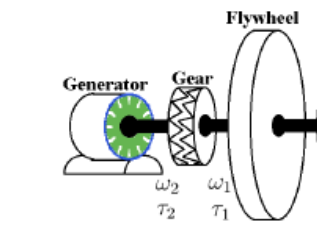 Flywheel
Generator Gear
ω₂ ω₁
τ₂ τ₁